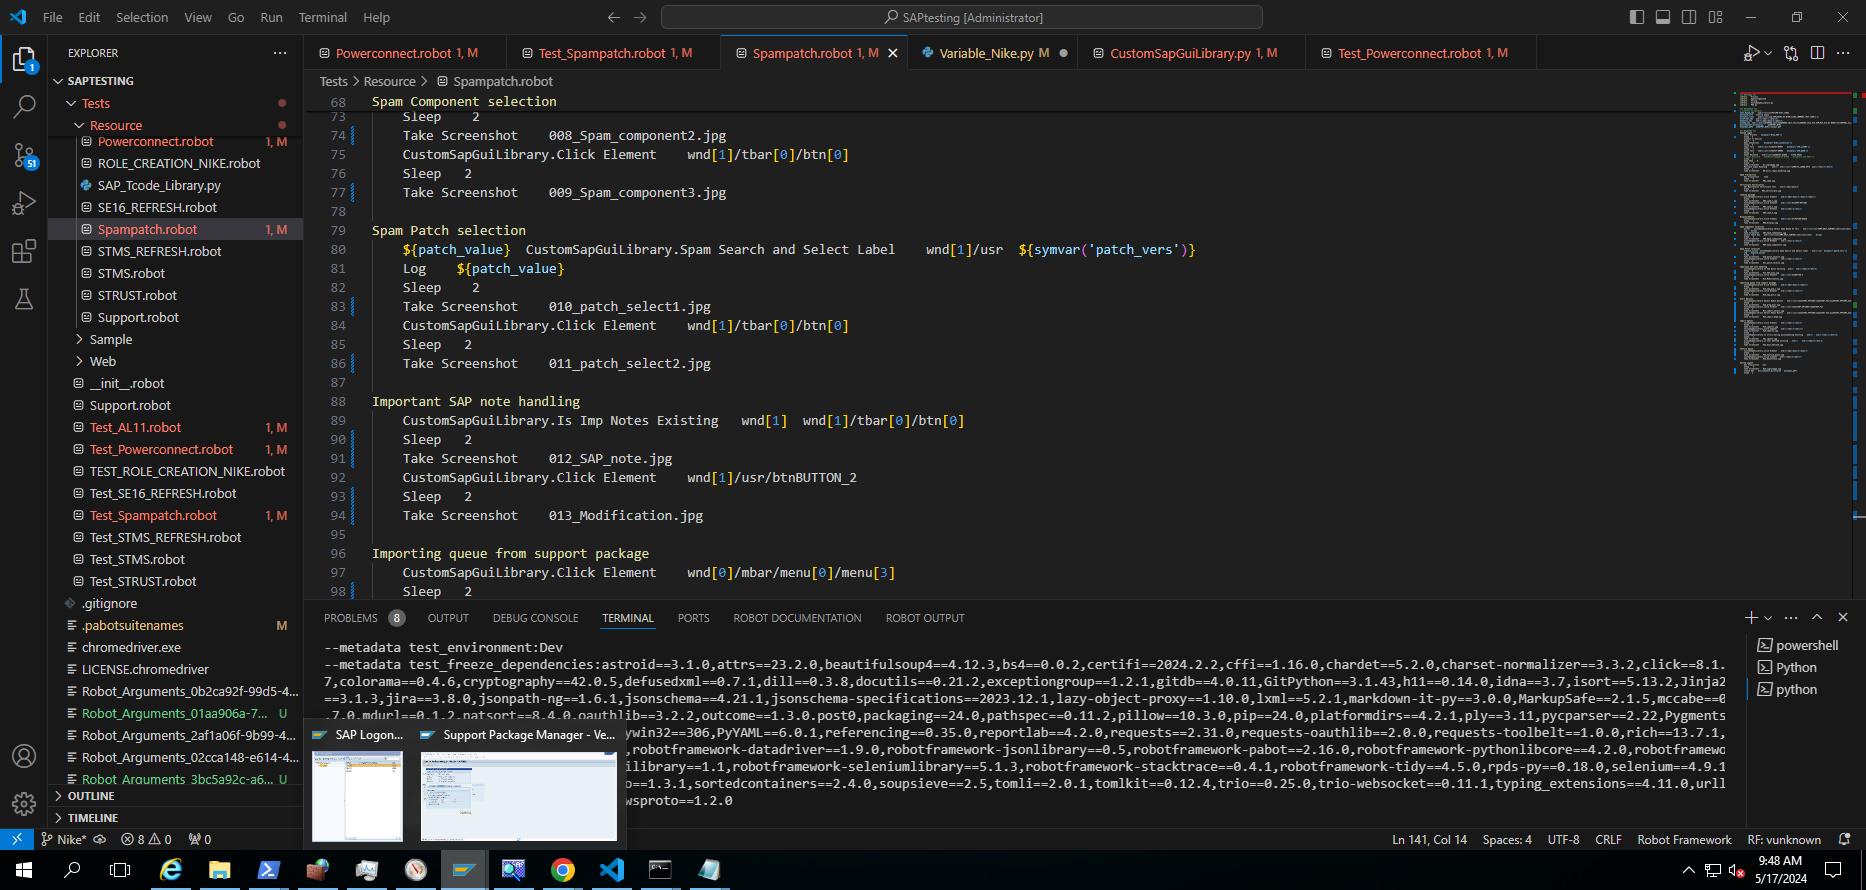 File Edit Selection View Go Run Terminal Help
SAPtesting [Administrator]
EXPLORER
SAPTESTING
Tests
Resource
Powerconnect.robot 1, M
ROLE_CREATION_NIKE.robot
SAP_Tcode_Library.py
SE16_REFRESH.robot
Spampatch.robot 1, M
STMS_REFRESH.robot
STMS.robot
STRUST.robot
Support.robot
Sample
Web
__init__.robot
Support.robot
Test_AL11.robot 1, M
Test_Powerconnect.robot 1, M
TEST_ROLE_CREATION_NIKE.robot
Test_SE16_REFRESH.robot
Test_Spampatch.robot 1, M
Test_STMS_REFRESH.robot
Test_STMS.robot
Test_STRUST.robot
.gitignore
.pabotsuitenames M
chromedriver.exe
LICENSE.chromedriver
Robot_Arguments_0b2ca92f-99d5-4...
Robot_Arguments_01aa906a-7... U
Robot_Arguments_2af1a06f-9b99-4...
Robot_Arguments_02cca148-e614-4...
Robot_Arguments_3bc5a92c-a6... U
OUTLINE
TIMELINE
1
51
Powerconnect.robot 1, M
Test_Spampatch.robot 1, M
Spampatch.robot 1, M
Variable_Nike.py M
CustomSapGuiLibrary.py 1, M
Test_Powerconnect.robot 1, M
Tests > Resource > Spampatch.robot
68 Spam Component selection
73 Sleep 2
74 Take Screenshot 008_Spam_component2.jpg
75 CustomSapGuiLibrary.Click Element wnd[1]/tbar[0]/btn[0]
76 Sleep 2
77 Take Screenshot 009_Spam_component3.jpg
78
79 Spam Patch selection
80 ${patch_value} CustomSapGuiLibrary.Spam Search and Select Label wnd[1]/usr ${symvar('patch_vers')}
81 Log ${patch_value}
82 Sleep 2
83 Take Screenshot 010_patch_select1.jpg
84 CustomSapGuiLibrary.Click Element wnd[1]/tbar[0]/btn[0]
85 Sleep 2
86 Take Screenshot 011_patch_select2.jpg
87
88 Important SAP note handling
89 CustomSapGuiLibrary.Is Imp Notes Existing wnd[1] wnd[1]/tbar[0]/btn[0]
90 Sleep 2
91 Take Screenshot 012_SAP_note.jpg
92 CustomSapGuiLibrary.Click Element wnd[1]/usr/btnBUTTON_2
93 Sleep 2
94 Take Screenshot 013_Modification.jpg
95
96 Importing queue from support package
97 CustomSapGuiLibrary.Click Element wnd[0]/mbar/menu[0]/menu[3]
98 Sleep 2
PROBLEMS 8 OUTPUT DEBUG CONSOLE TERMINAL PORTS ROBOT DOCUMENTATION ROBOT OUTPUT
--metadata test_environment:Dev
--metadata test_freeze_dependencies:astroid==3.1.0,attrs==23.2.0,beautifulsoup4==4.12.3,bs4==0.0.2,certifi==2024.2.2,cffi==1.16.0,chardet==5.2.0,charset-normalizer==3.3.2,click==8.1.
7,colorama==0.4.6,cryptography==42.0.5,defusedxml==0.7.1,dill==0.3.8,docutils==0.21.2,exceptiongroup==1.2.1,gitdb==4.0.11,GitPython==3.1.43,h11==0.14.0,idna==3.7,isort==5.13.2,Jinja2
==3.1.3,jira==3.8.0,jsonpath-ng==1.6.1,jsonschema==4.21.1,jsonschema-specifications==2023.12.1,lazy-object-proxy==1.10.0,lxml==5.2.1,markdown-it-py==3.0.0,MarkupSafe==2.1.5,mccabe==0
.7.0,mdurl==0.1.2,natsort==8.4.0,oauthlib==3.2.2,outcome==1.3.0.post0,packaging==24.0,pathspec==0.11.2,pillow==10.3.0,pip==24.0,platformdirs==4.2.1,ply==3.11,pycparser==2.22,Pygments
ywin32==306,PyYAML==6.0.1,referencing==0.35.0,reportlab==4.2.0,requests==2.31.0,requests-oauthlib==2.0.0,requests-toolbelt==1.0.0,rich==13.7.1,
,robotframework-datadriver==1.9.0,robotframework-jsonlibrary==0.5,robotframework-pabot==2.16.0,robotframework-pythonlibcore==4.2.0,robotframewor
ilibrary==1.1,robotframework-seleniumlibrary==5.1.3,robotframework-stacktrace==0.4.1,robotframework-tidy==4.5.0,rpds-py==0.18.0,selenium==4.9.1
o==1.3.1,sortedcontainers==2.4.0,soupsieve==2.5,tomli==2.0.1,tomlkit==0.12.4,trio==0.25.0,trio-websocket==0.11.1,typing_extensions==4.11.0,urll
wsproto==1.2.0
powershell
Python
python
SAP Logon...
Support Package Manager - Ve...
Nike* 8 0 0
Ln 141, Col 14 Spaces: 4 UTF-8 CRLF Robot Framework RF: vunknown
9:48 AM
5/17/2024